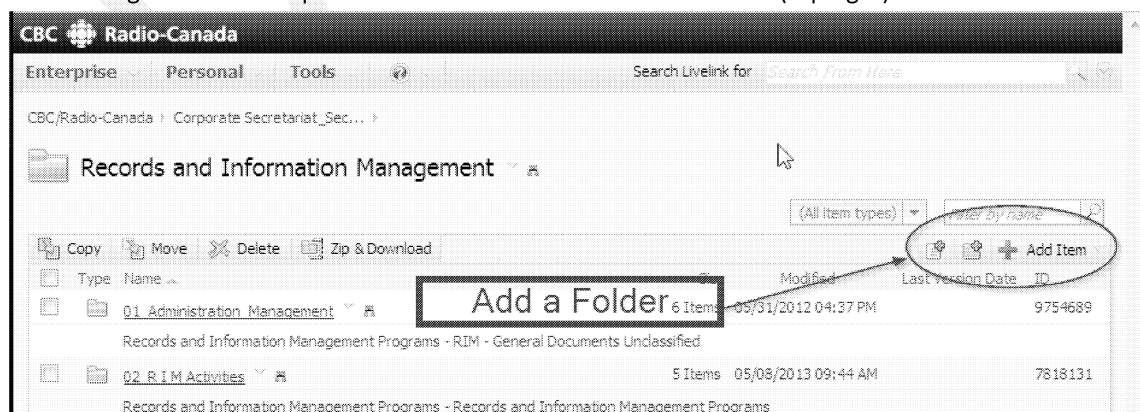 CBC Radio-Canada
Enterprise Personal Tools Search Livelink for Search From Here
CBC/Radio-Canada › Corporate Secretariat_Sec... ›
Records and Information Management
(All item types) Filter by name
Copy Move Delete Zip & Download Add Item
Type Name Modified Last Version Date ID
Add a Folder
01 Administration Management 6 Items 05/31/2012 04:37 PM 9754689
Records and Information Management Programs - RIM - General Documents Unclassified
02 R I M Activities 5 Items 05/08/2013 09:44 AM 7818131
Records and Information Management Programs - Records and Information Management Programs